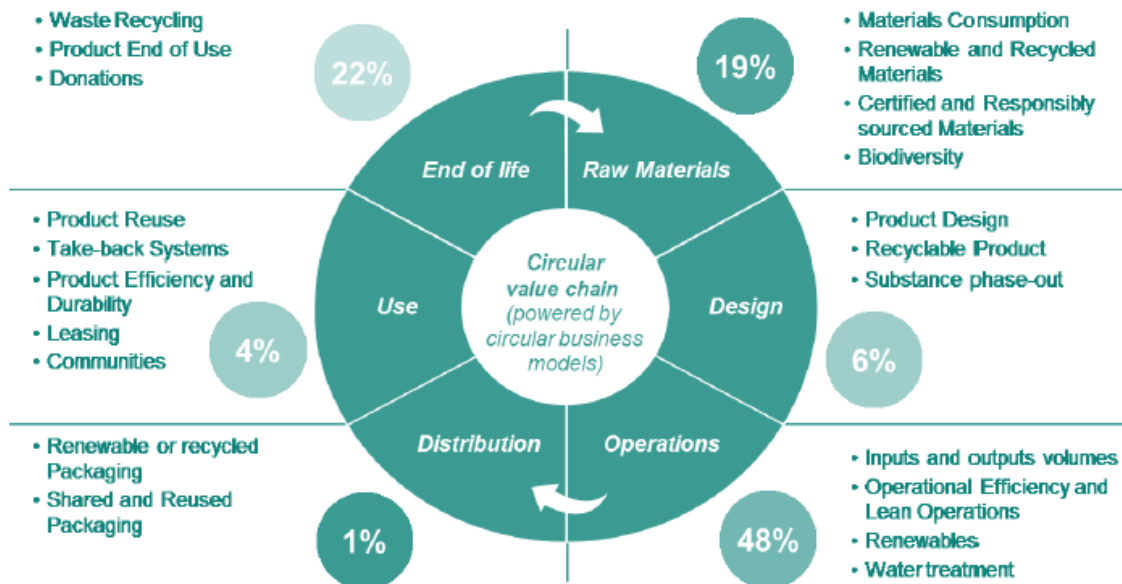 • Waste Recycling
• Product End of Use
• Donations
22%
19%
• Materials Consumption
• Renewable and Recycled
Materials
• Certified and Responsibly
sourced Materials
• Biodiversity
End of life
Raw Materials
• Product Reuse
• Take-back Systems
• Product Efficiency and
Durability
• Leasing
• Communities
4%
Use
Circular
value chain
(powered by
circular business
models)
Design
• Product Design
• Recyclable Product
• Substance phase-out
6%
• Renewable or recycled
Packaging
• Shared and Reused
Packaging
1%
Distribution
Operations
48%
• Inputs and outputs volumes
• Operational Efficiency and
Lean Operations
• Renewables
• Water treatment